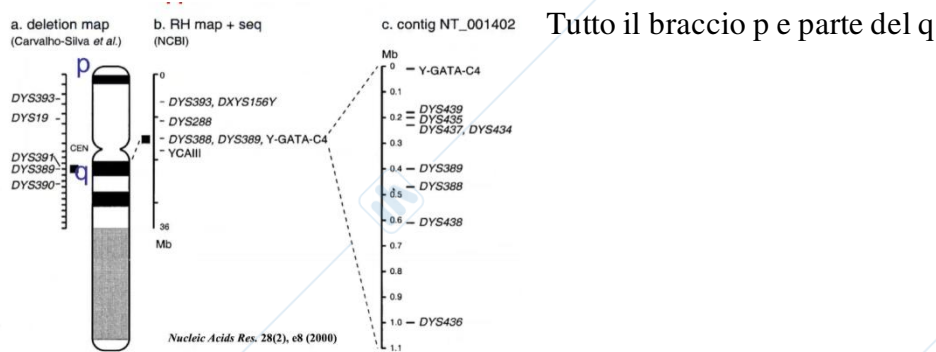 Tutto il braccio p e parte del q
a. deletion map
(Carvalho-Silva et al.)
p
DYS393
DYS19
CEN
DYS391
DYS389
q
DYS390
b. RH map + seq
(NCBI)
0
DYS393, DXYS156Y
DYS288
DYS388, DYS389, Y-GATA-C4
YCAIII
36
Mb
c. contig NT_001402
Mb
0
Y-GATA-C4
0.1
DYS439
0.2
DYS435
DYS437, DYS434
0.3
0.4
DYS389
DYS388
0.5
0.6
DYS438
0.7
0.8
0.9
1.0
DYS436
1.1
Nucleic Acids Res. 28(2), e8 (2000)